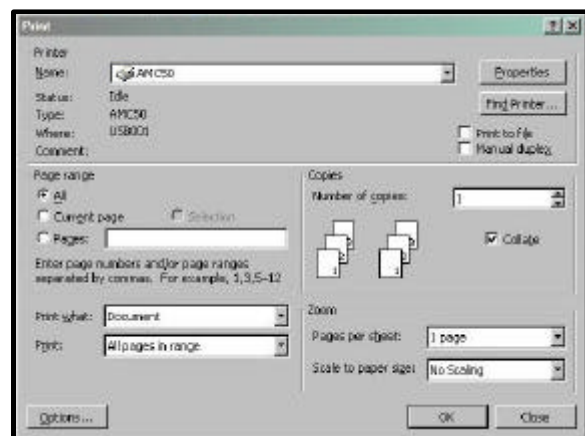 Print
Printer
Name: AMC50 Properties
Status: Idle Find Printer...
Type: AMC50
Where: USB001 Print to file
Comment: Manual duplex
Page range
All
Current page Selection
Pages:
Enter page numbers and/or page ranges
separated by commas. For example, 1,3,5–12
Copies
Number of copies: 1
Collate
Print what: Document
Print: All pages in range
Zoom
Pages per sheet: 1 page
Scale to paper size: No Scaling
Options... OK Close